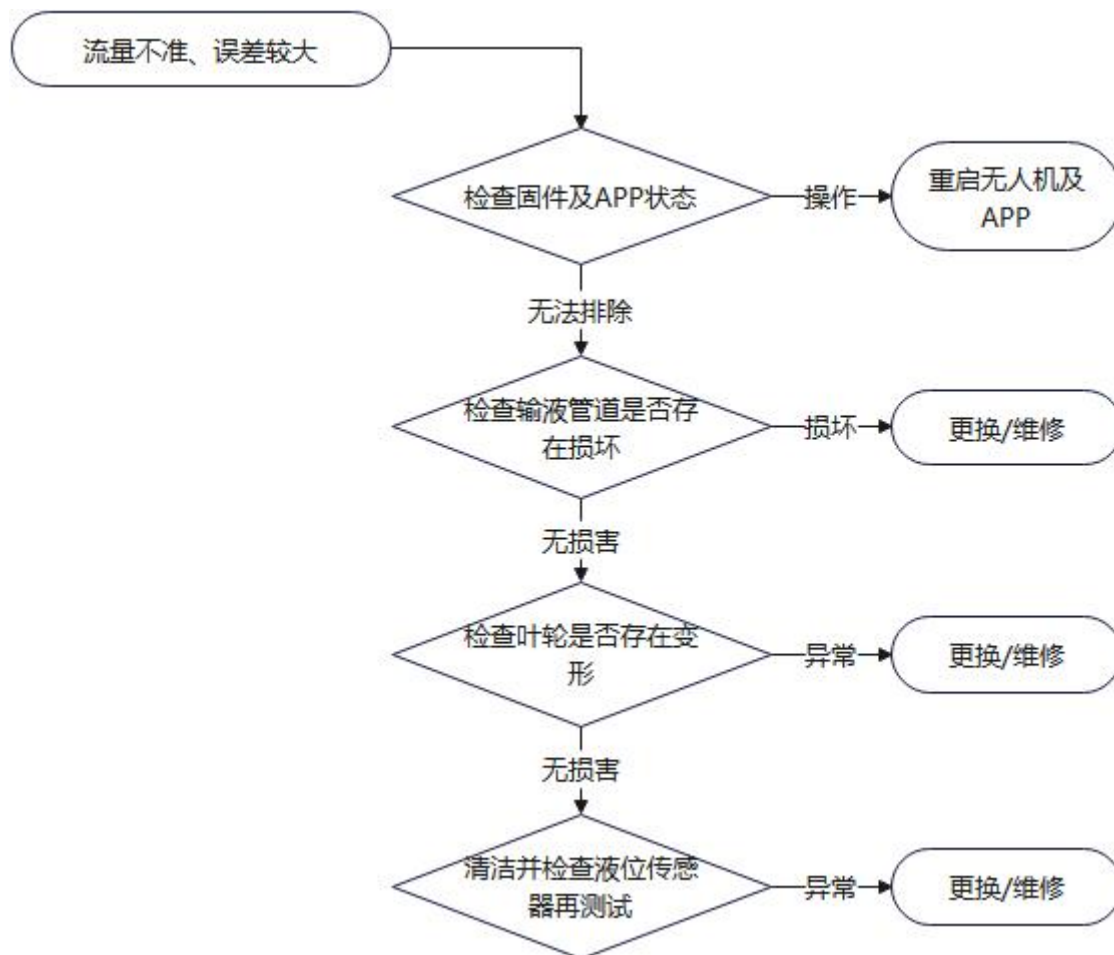 流量不准、误差较大
检查固件及APP状态
操作
重启无人机及
APP
无法排除
检查输液管道是否存
在损坏
损坏
更换/维修
无损害
检查叶轮是否存在变
形
异常
更换/维修
无损害
清洁并检查液位传感
器再测试
异常
更换/维修